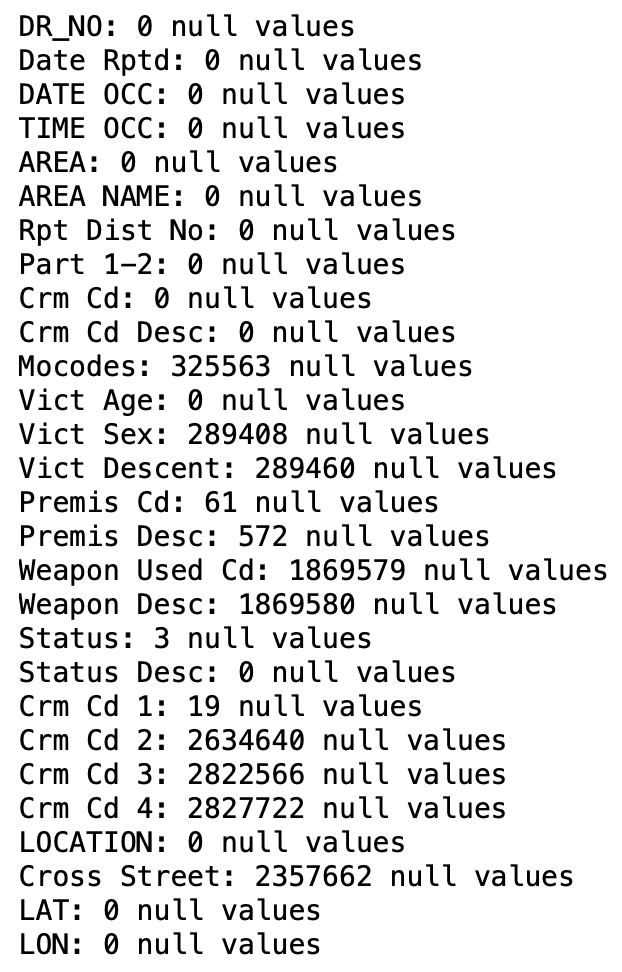 DR_NO: 0 null values
Date Rptd: 0 null values
DATE OCC: 0 null values
TIME OCC: 0 null values
AREA: 0 null values
AREA NAME: 0 null values
Rpt Dist No: 0 null values
Part 1-2: 0 null values
Crm Cd: 0 null values
Crm Cd Desc: 0 null values
Mocodes: 325563 null values
Vict Age: 0 null values
Vict Sex: 289408 null values
Vict Descent: 289460 null values
Premis Cd: 61 null values
Premis Desc: 572 null values
Weapon Used Cd: 1869579 null values
Weapon Desc: 1869580 null values
Status: 3 null values
Status Desc: 0 null values
Crm Cd 1: 19 null values
Crm Cd 2: 2634640 null values
Crm Cd 3: 2822566 null values
Crm Cd 4: 2827722 null values
LOCATION: 0 null values
Cross Street: 2357662 null values
LAT: 0 null values
LON: 0 null values